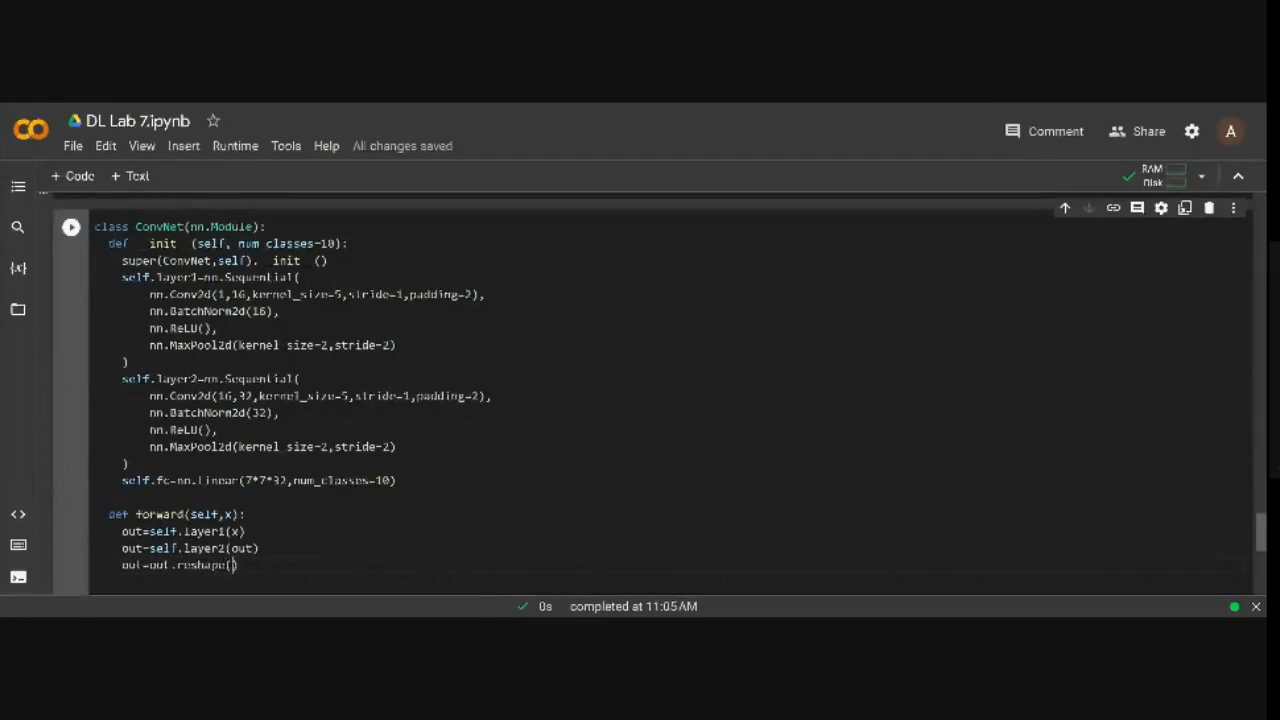 DL Lab 7.ipynb
File Edit View Insert Runtime Tools Help All changes saved
Comment Share A
+ Code + Text
RAM
Disk
class ConvNet(nn.Module):
def __init__(self, num_classes=10):
super(ConvNet,self).__init__()
self.layer1=nn.Sequential(
nn.Conv2d(1,16,kernel_size=5,stride=1,padding=2),
nn.BatchNorm2d(16),
nn.ReLU(),
nn.MaxPool2d(kernel_size=2,stride=2)
)
self.layer2=nn.Sequential(
nn.Conv2d(16,32,kernel_size=5,stride=1,padding=2),
nn.BatchNorm2d(32),
nn.ReLU(),
nn.MaxPool2d(kernel_size=2,stride=2)
)
self.fc=nn.Linear(7*7*32,num_classes=10)
def forward(self,x):
out=self.layer1(x)
out=self.layer2(out)
out=out.reshape()
0s completed at 11:05 AM